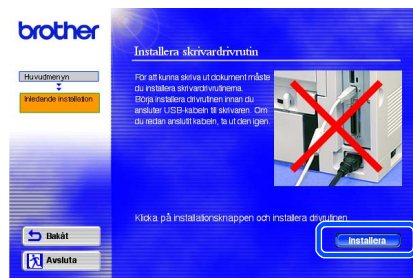 brother
Installera skrivardrivrutin
Huvudmenyn
Inledande installation
För att kunna skriva ut dokument måste
du installera skrivardrivrutinerna.
Börja installera drivrutinen innan du
ansluter USB-kabeln till skrivaren. Om
du redan anslutit kabeln, ta ut den igen.
Klicka på installationsknappen och installera drivrutinen.
Bakåt
Installera
Avsluta